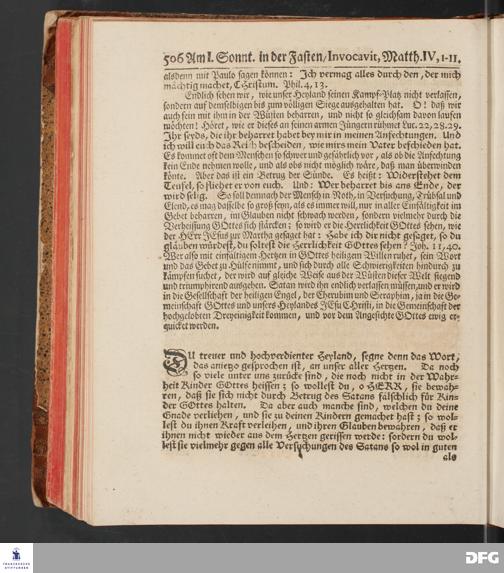 506 Am I. Sonnt. in der Fasten/ Invocavit, Matth. IV, 1-11.
alsdenn mit Paulo sagen können: Ich vermag alles durch den, der mich
mächtig machet, CHristum. Phil. 4, 13.
Endlich sehen wir, wie unser Heyland seinen Kampf-Platz nicht verlassen,
sondern auf demselbigen bis zum völligen Siege ausgehalten hat. O! daß wir
auch fein mit ihm in der Wüsten beharren, und nicht so gleichsam davon laufen
möchten! Höret, wie er dieses an seinen armen Jüngern rühmet Luc. 22, 28. 29.
Ihr seyds, die ihr beharret habet bey mir in meinen Anfechtungen. Und
ich will euch das Reich bescheiden, wie mirs mein Vater beschieden hat.
Es kommet oft dem Menschen so schwer und gefährlich vor, als ob die Anfechtung
kein Ende nehmen wolle, und als obs nicht möglich wäre, daß man überwinden
könte. Aber das ist ein Betrug der Sünde. Es heißt: Widerstehet dem
Teufel, so fliehet er von euch. Und: Wer beharret bis ans Ende, der
wird selig. So soll demnach der Mensch in Noth, in Versuchung, Trübsal und
Elend, es mag dasselbe so groß seyn, als es immer will, nur in aller Einfältigkeit im
Gebet beharren, im Glauben nicht schwach werden, sondern vielmehr durch die
Verheissung GOttes sich stärcken; so wird er die Herrlichkeit GOttes sehen, wie
der HErr JEsus zur Martha gesaget hat: Habe ich dir nicht gesaget, so du
gläuben würdest, du soltest die Herrlichkeit GOttes sehen? Joh. 11, 40.
Wer also mit einfältigem Hertzen in GOttes heiligem Willen ruhet, sein Wort
und das Gebet zu Hülfe nimmt, und sich durch alle Schwierigkeiten hindurch zu
kämpfen suchet, der wird auf gleiche Weise aus der Wüsten dieser Welt siegend
und triumphirend ausgehen. Satan wird ihn endlich verlassen müssen, und er wird
in die Gesellschaft der heiligen Engel, der Cherubim und Seraphim, ja in die Ge-
meinschaft GOttes und unsers Heylandes JEsu Christi, in die Gemeinschaft der
hochgelobten Dreyeinigkeit kommen, und vor dem Angesichte GOttes ewig er-
quicket werden.
DU treuer und hochverdienter Heyland, segne denn das Wort,
das anietzo gesprochen ist, an unser aller Hertzen. Da noch
so viele unter uns zurücke sind, die noch nicht in der Wahr-
heit Kinder GOttes heissen; so wollest du, o HERR, sie bewah-
ren, daß sie sich nicht durch Betrug des Satans fälschlich für Kin-
der GOttes halten. Da aber auch manche sind, welchen du deine
Gnade verliehen, und sie zu deinen Kindern gemachet hast; so wol-
lest du ihnen Kraft verleihen, und ihren Glauben bewahren, daß er
ihnen nicht wieder aus dem Hertzen gerissen werde: sondern du wol-
lest sie vielmehr gegen alle Versuchungen des Satans so wol in guten
als
FRANCKESCHE
STIFTUNGEN
DFG